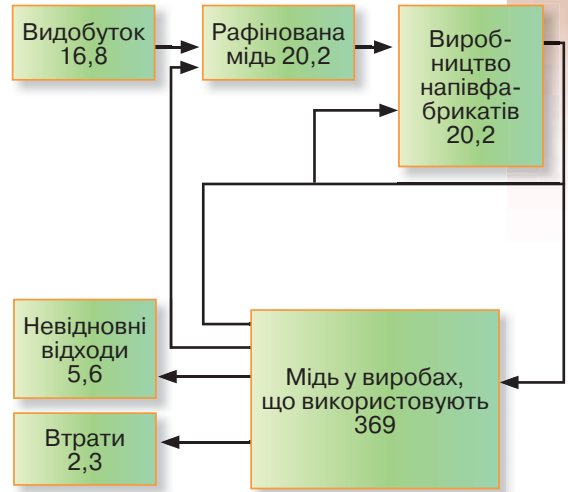 Видобуток
16,8
Рафінована
мідь 20,2
Вироб-
ництво
напівфа-
брикатів
20,2
Невідновні
відходи
5,6
Втрати
2,3
Мідь у виробах,
що використовують
369